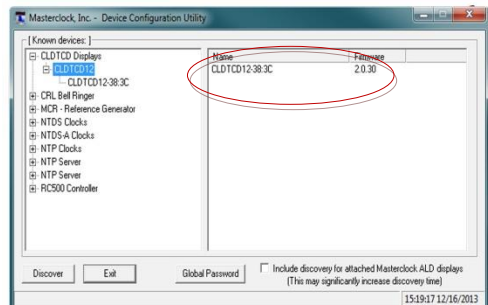 Masterclock, Inc. - Device Configuration Utility
[ Known devices: ]
CLDTCD Displays
CLDTCD12
CLDTCD12-38:3C
CRL Bell Ringer
MCR - Reference Generator
NTDS Clocks
NTDS-A Clocks
NTP Clocks
NTP Server
NTP Server
RC500 Controller
Name Firmware
CLDTCD12-38:3C 2.0.30
Discover Exit Global Password Include discovery for attached Masterclock ALD displays
(This may significantly increase discovery time)
15:19:17 12/16/2013